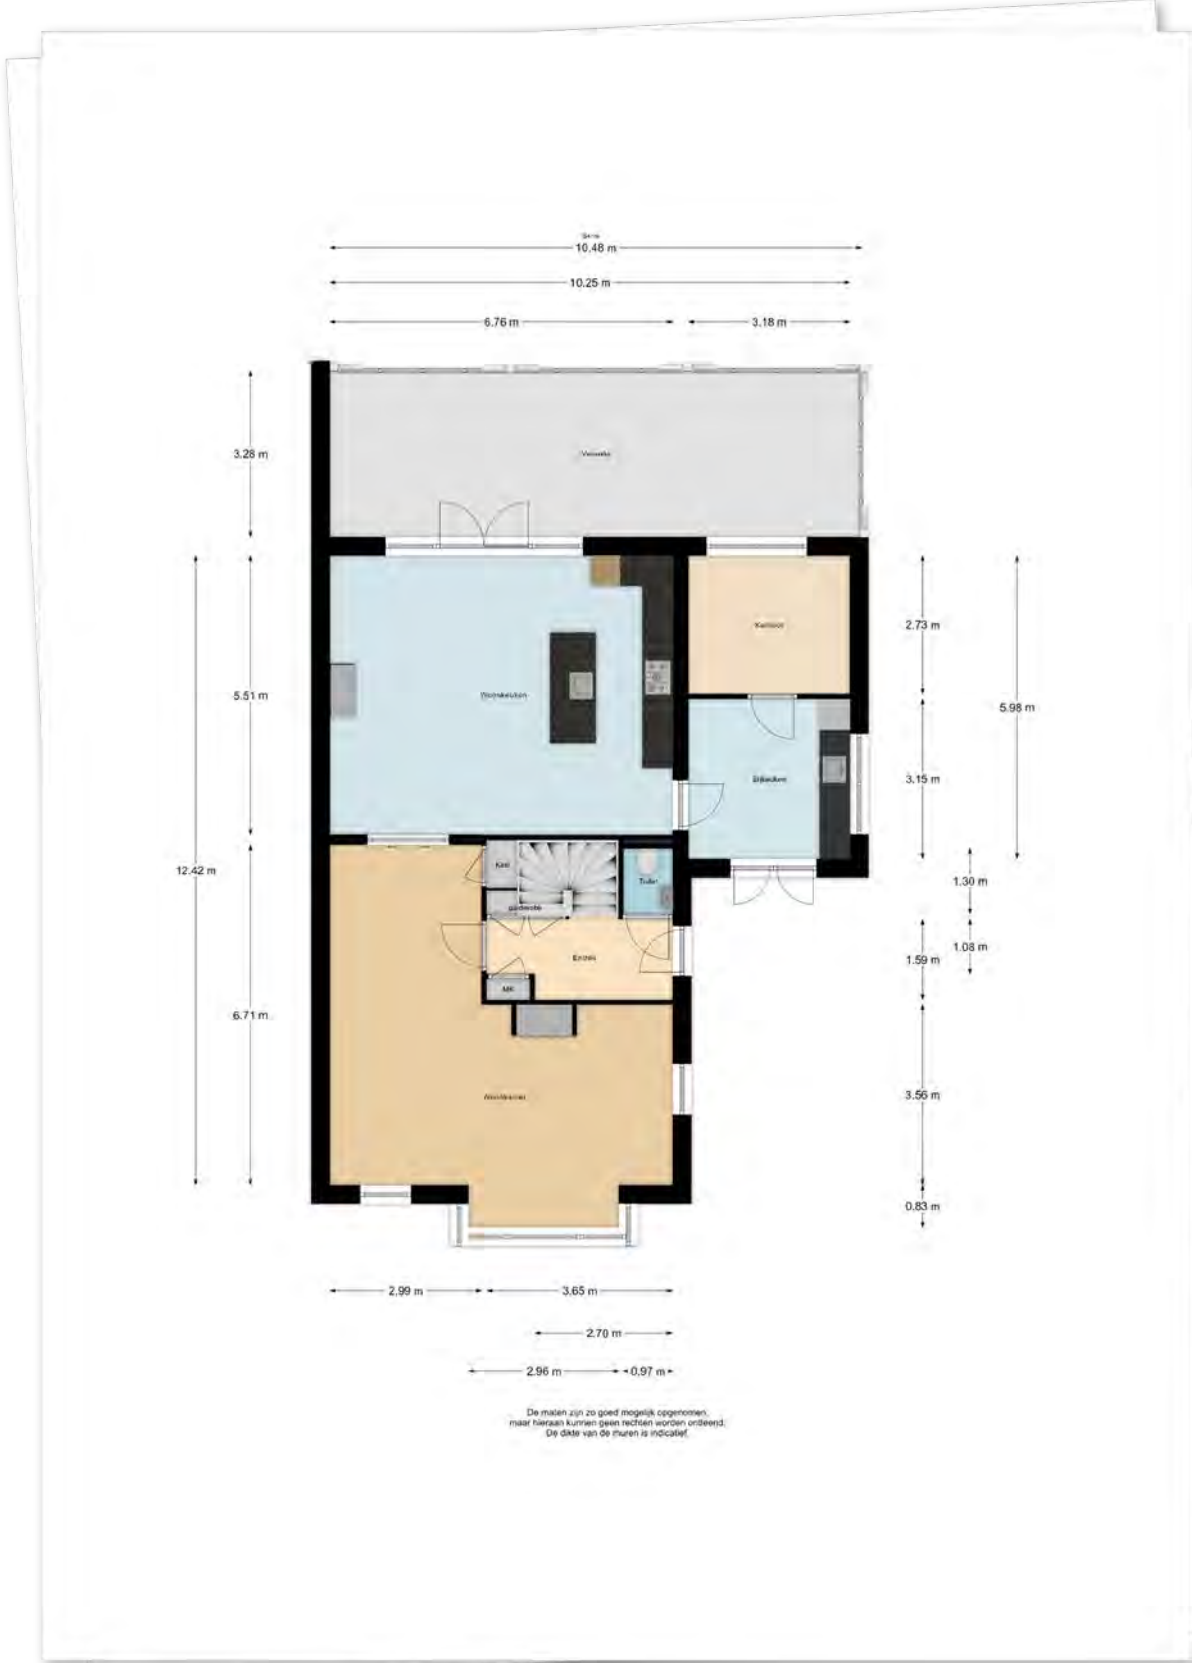 10.48 m
10.25 m
6.76 m
3.18 m
3.28 m
Veranda
2.73 m
Kantoor
5.51 m
Woonkeuken
5.98 m
3.15 m
Bijkeuken
12.42 m
Kast
Toilet
1.30 m
garderobe
1.08 m
1.59 m
Entree
MK
6.71 m
3.56 m
Woonkamer
0.83 m
2.99 m
3.65 m
2.70 m
2.96 m
0.97 m
De maten zijn zo goed mogelijk opgenomen,
maar hieraan kunnen geen rechten worden ontleend.
De dikte van de muren is indicatief.